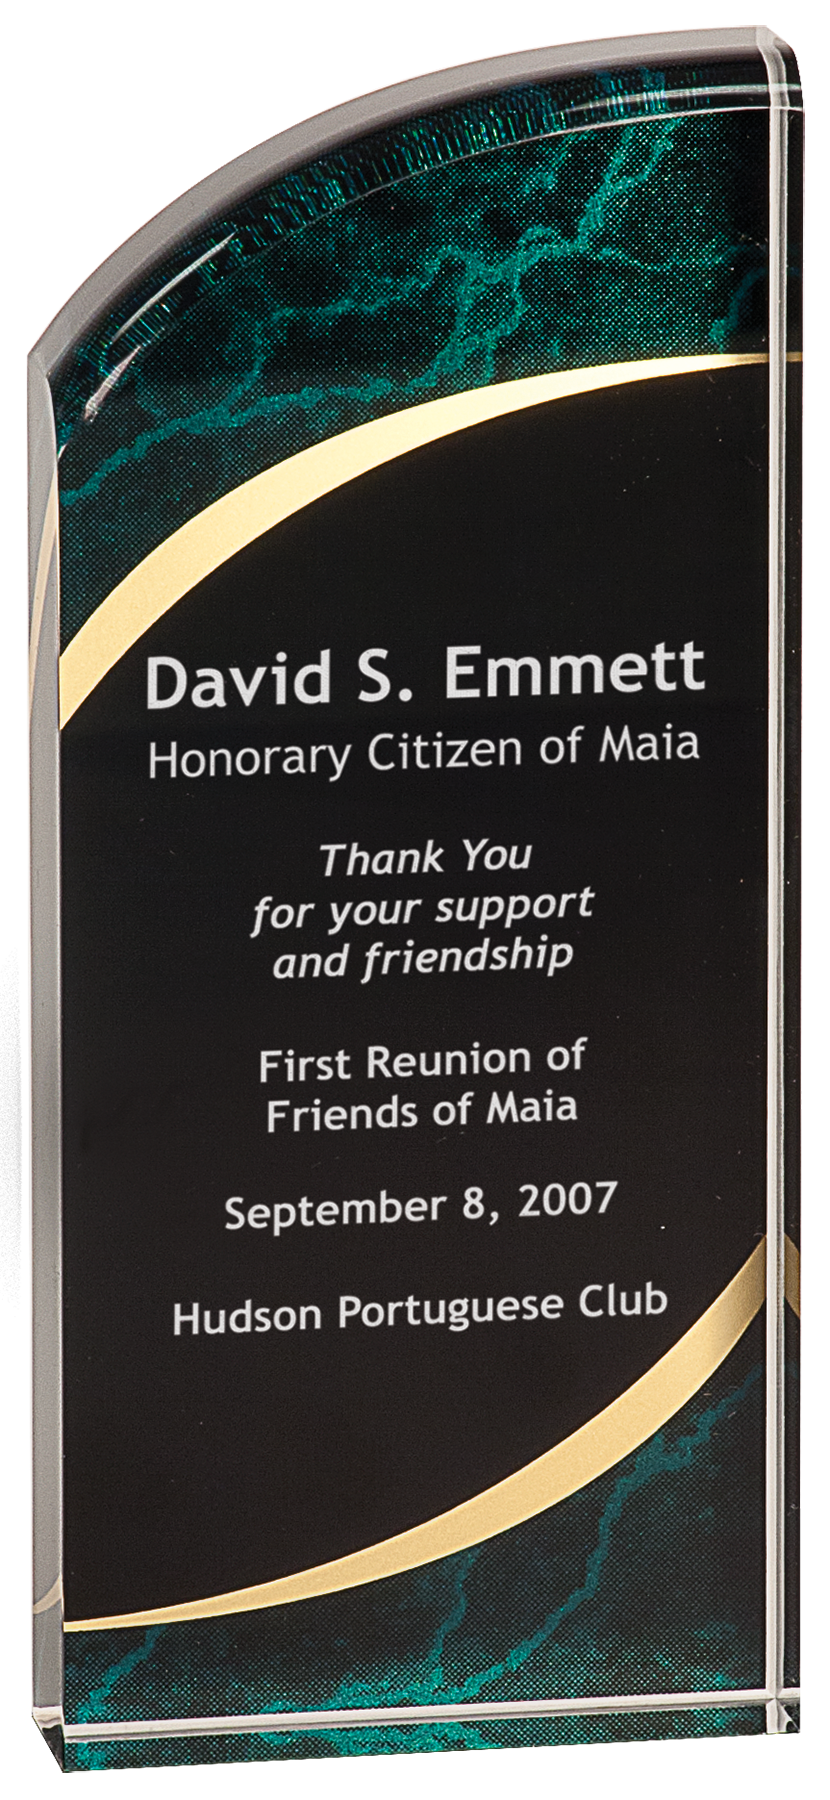 David S. Emmett
Honorary Citizen of Maia
Thank You
for your support
and friendship
First Reunion of
Friends of Maia
September 8, 2007
Hudson Portuguese Club